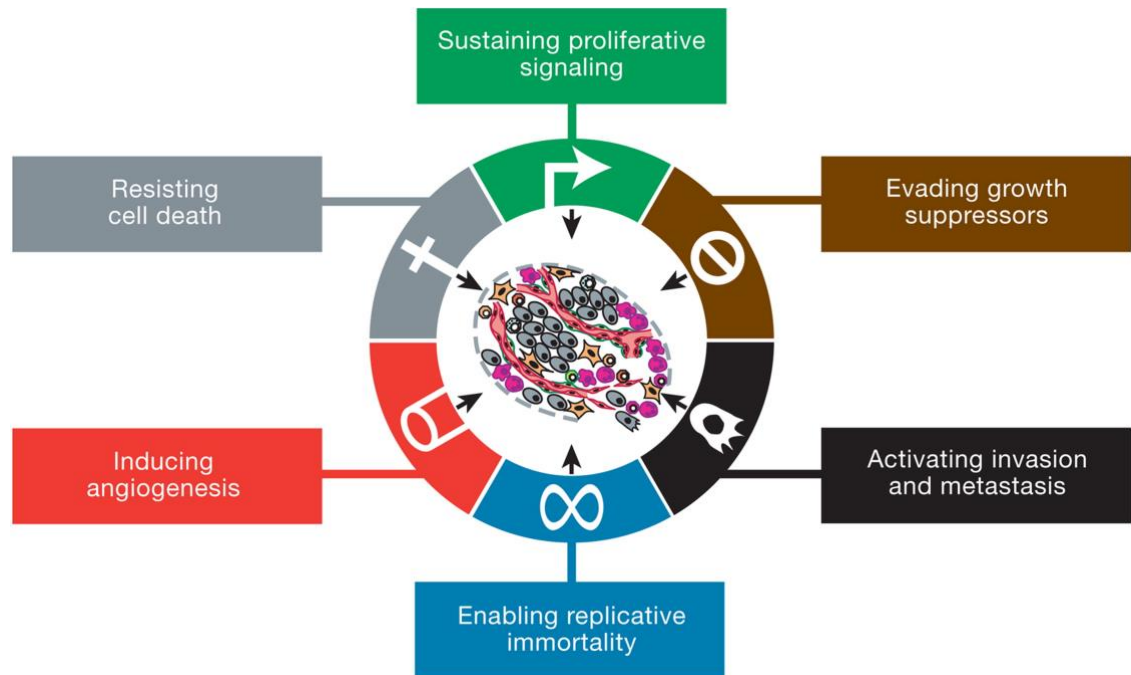 Sustaining proliferative
signaling
Resisting
cell death
Evading growth
suppressors
Inducing
angiogenesis
Activating invasion
and metastasis
Enabling replicative
immortality